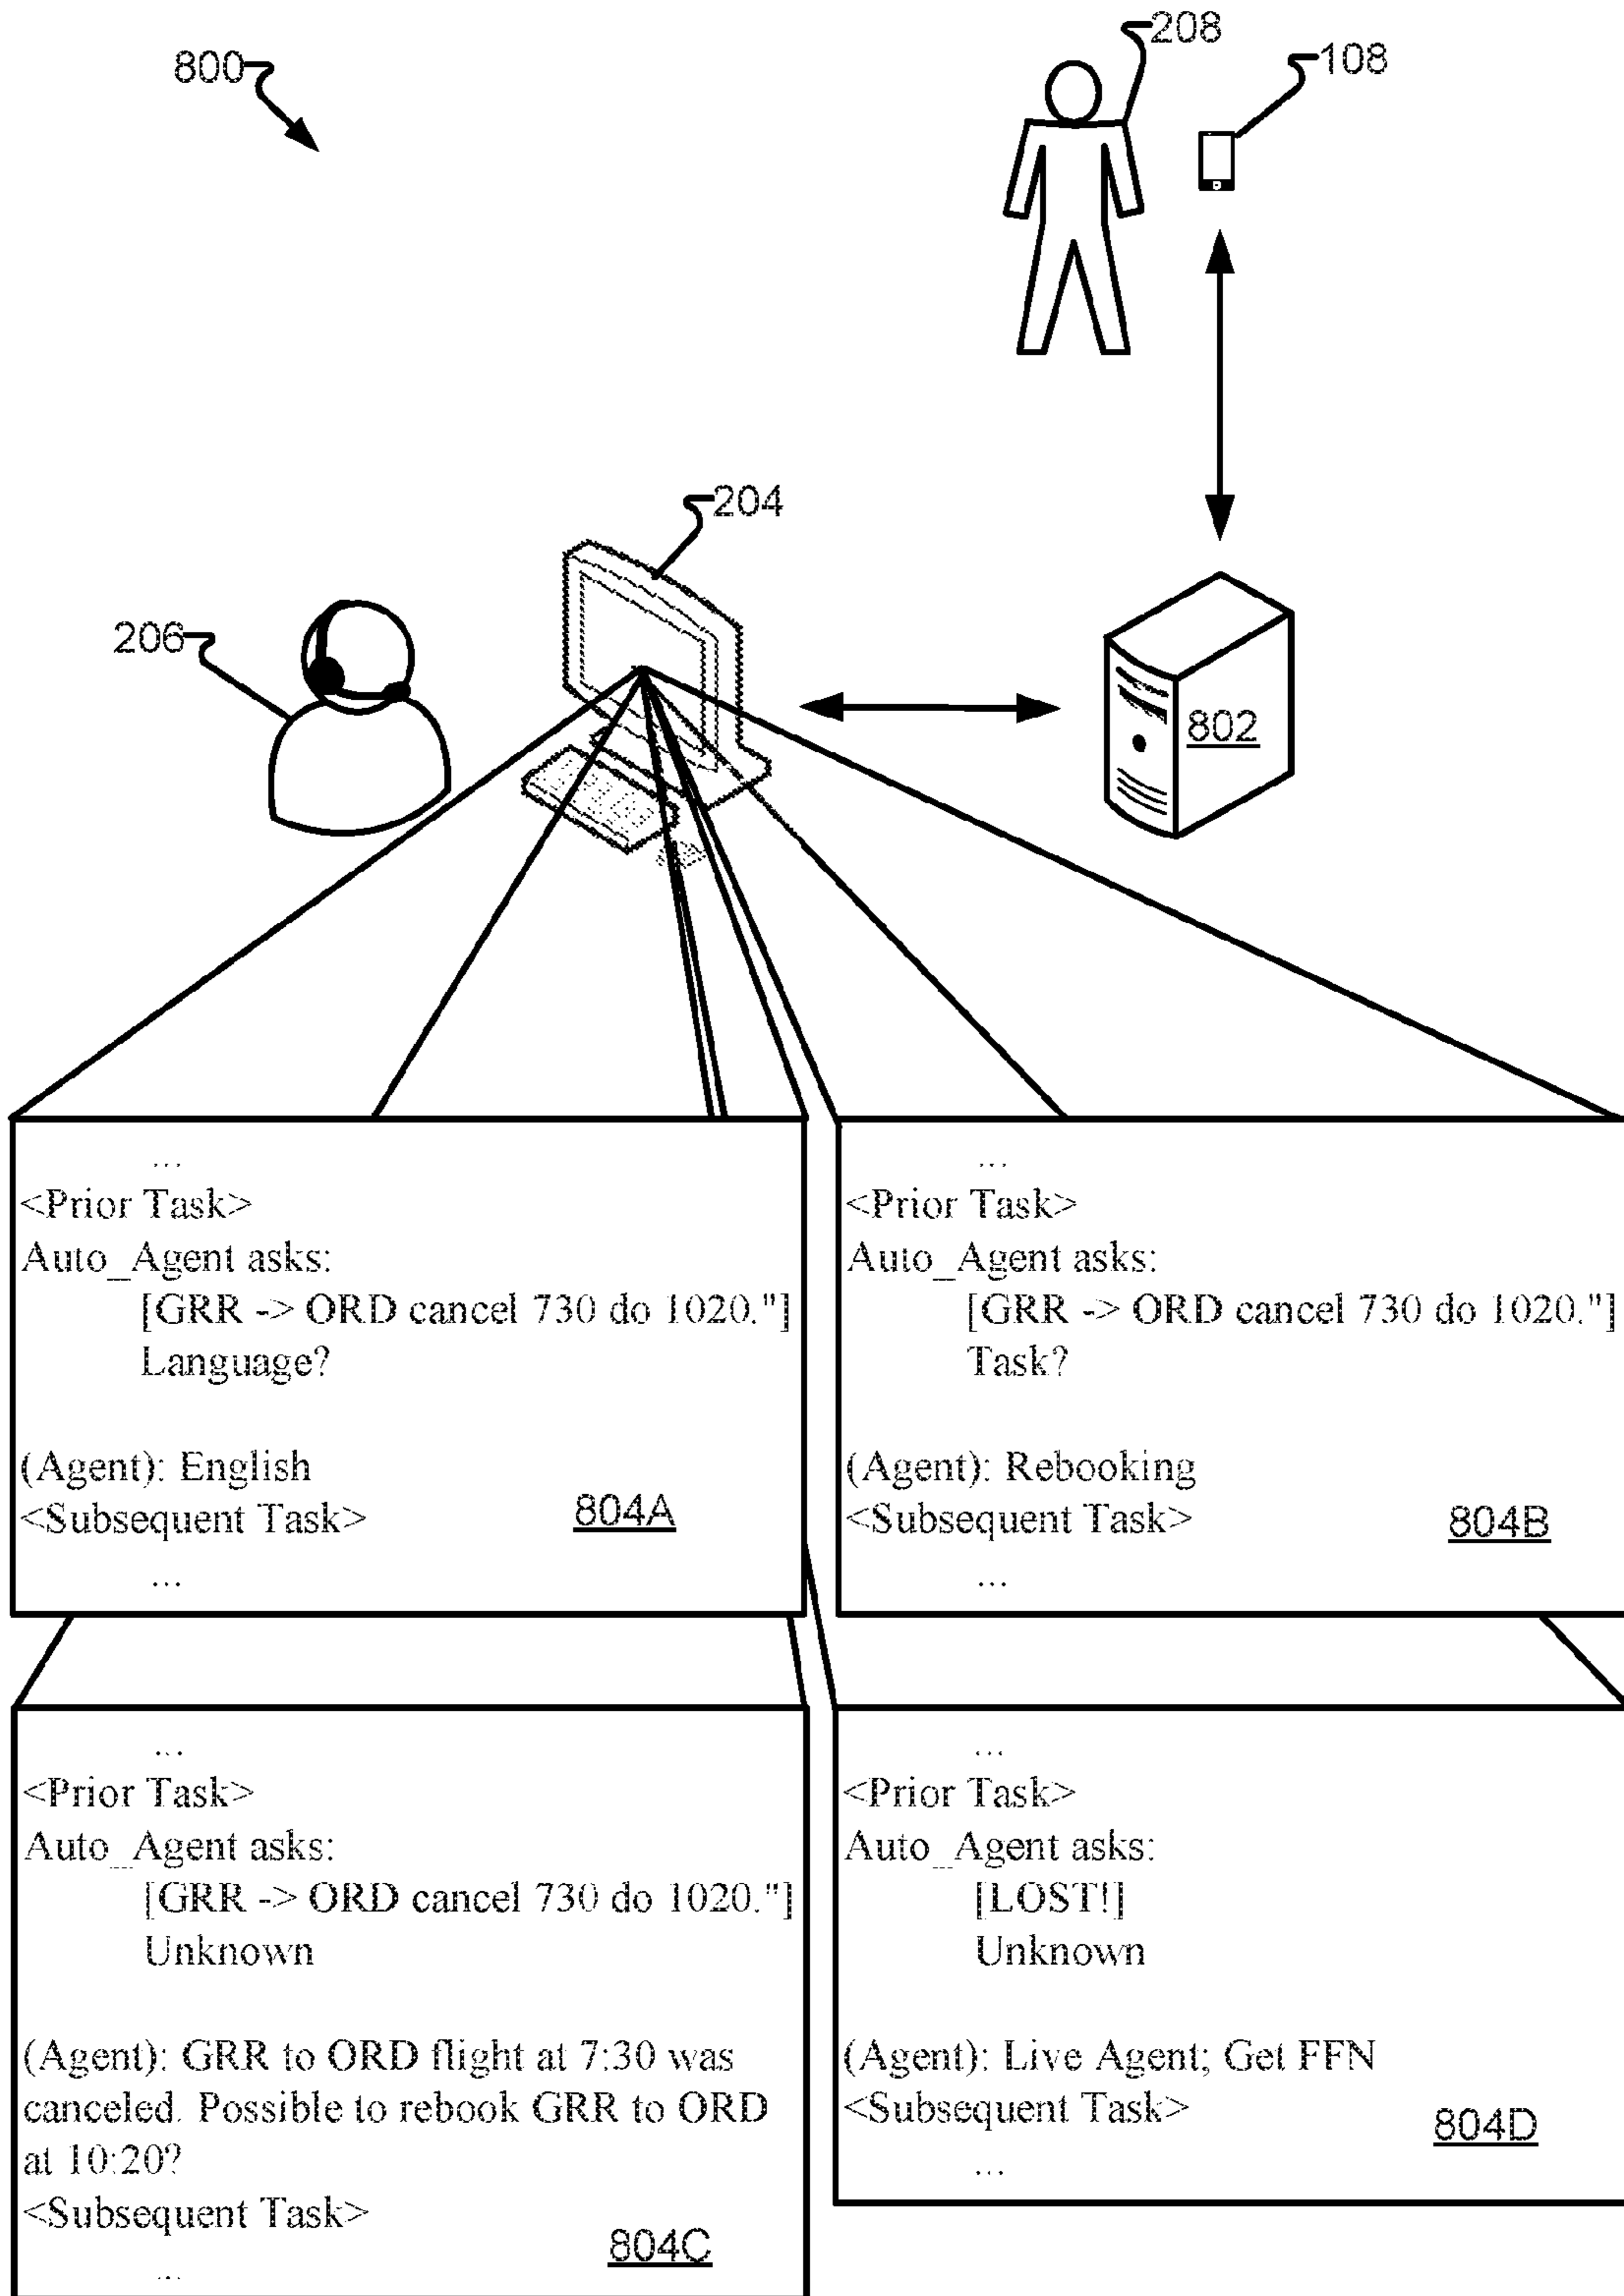 208
108
800
204
206
802
...
<Prior Task>
Auto_Agent asks:
[GRR -> ORD cancel 730 do 1020."]
Language?
(Agent): English
<Subsequent Task>
804A
...
...
<Prior Task>
Auto_Agent asks:
[GRR -> ORD cancel 730 do 1020."]
Task?
(Agent): Rebooking
<Subsequent Task>
804B
...
...
<Prior Task>
Auto_Agent asks:
[GRR -> ORD cancel 730 do 1020."]
Unknown
(Agent): GRR to ORD flight at 7:30 was
canceled. Possible to rebook GRR to ORD
at 10:20?
<Subsequent Task>
804C
...
...
<Prior Task>
Auto_Agent asks:
[LOST!]
Unknown
(Agent): Live Agent; Get FFN
<Subsequent Task>
804D
...